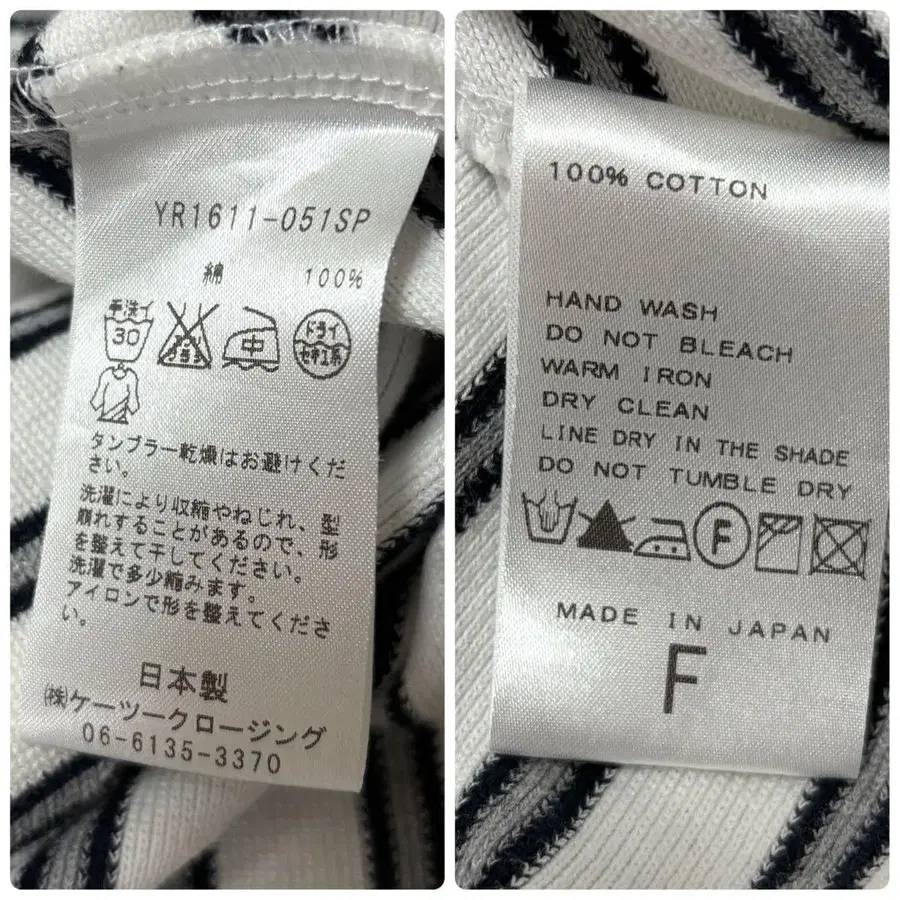 YR1611-051SP
綿 100%
手洗イ
30
エンソ
サラシ
中
ドライ
セキユ系
タンブラー乾燥はお避けくだ
さい。
洗濯により収縮やねじれ、型
崩れすることがあるので、形
を整えて干してください。
洗濯で多少縮みます。
アイロンで形を整えてくださ
い。
日本製
㈱ケーツークロージング
06-6135-3370
100% COTTON
HAND WASH
DO NOT BLEACH
WARM IRON
DRY CLEAN
LINE DRY IN THE SHADE
DO NOT TUMBLE DRY
F
MADE IN JAPAN
F